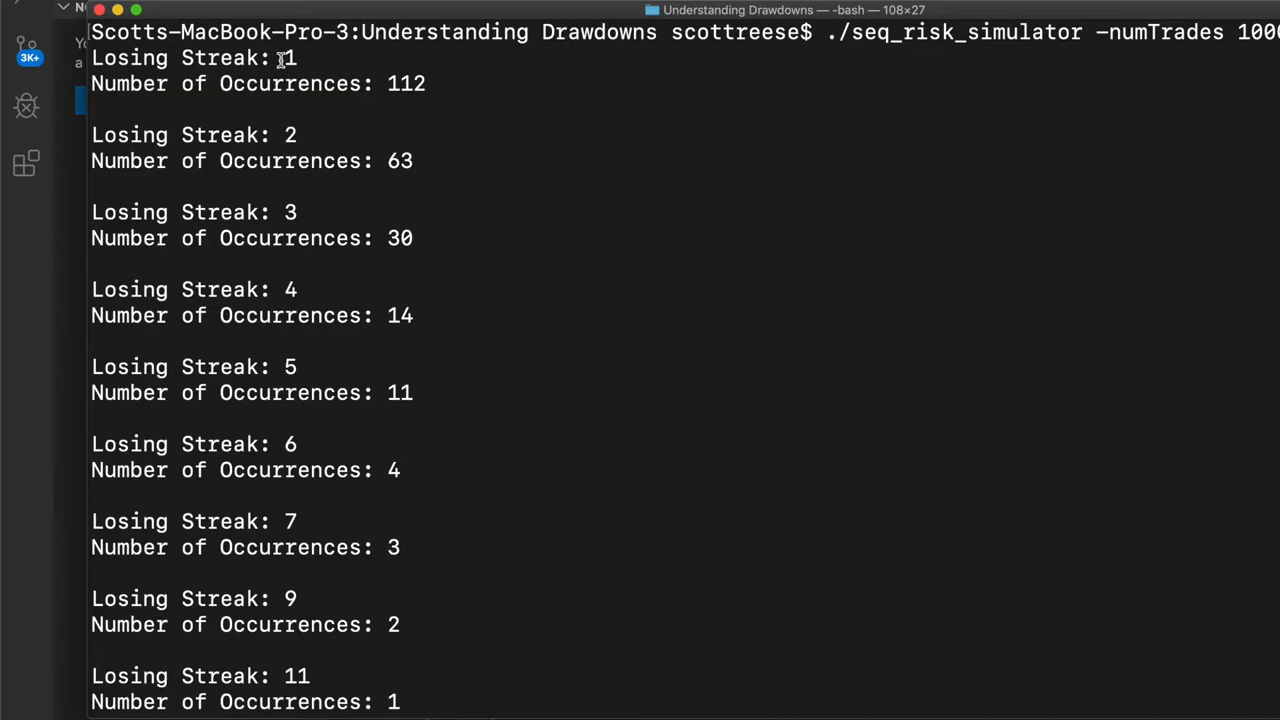 Understanding Drawdowns — -bash — 108×27
Scotts-MacBook-Pro-3:Understanding Drawdowns scottreese$ ./seq_risk_simulator -numTrades 1000
Losing Streak: 1
Number of Occurrences: 112
Losing Streak: 2
Number of Occurrences: 63
Losing Streak: 3
Number of Occurrences: 30
Losing Streak: 4
Number of Occurrences: 14
Losing Streak: 5
Number of Occurrences: 11
Losing Streak: 6
Number of Occurrences: 4
Losing Streak: 7
Number of Occurrences: 3
Losing Streak: 9
Number of Occurrences: 2
Losing Streak: 11
Number of Occurrences: 1
3K+